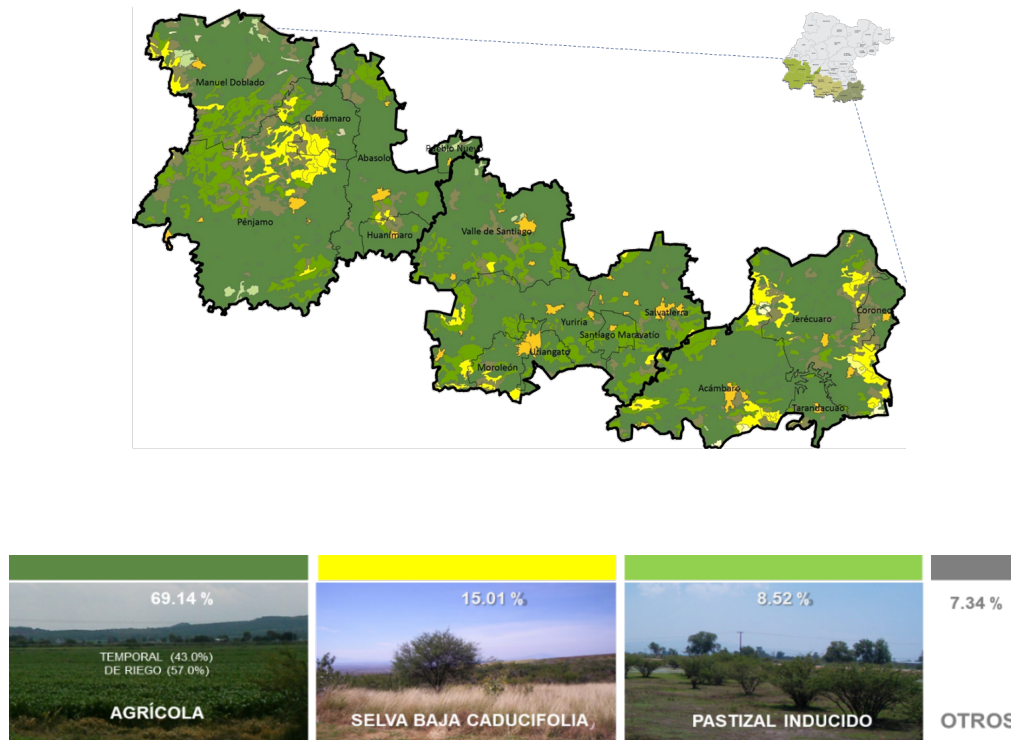 Manuel Doblado
Cuerámaro
Pueblo Nuevo
Abasolo
Pénjamo
Huanímaro
Valle de Santiago
Salvatierra
Yuriria
Jerécuaro
Coroneo
Santiago Maravatío
Uriangato
Moroleón
Acámbaro
Tarandacuao
69.14 %
15.01 %
8.52 %
7.34 %
TEMPORAL (43.0%)
DE RIEGO (57.0%)
AGRÍCOLA
SELVA BAJA CADUCIFOLIA
PASTIZAL INDUCIDO
OTROS